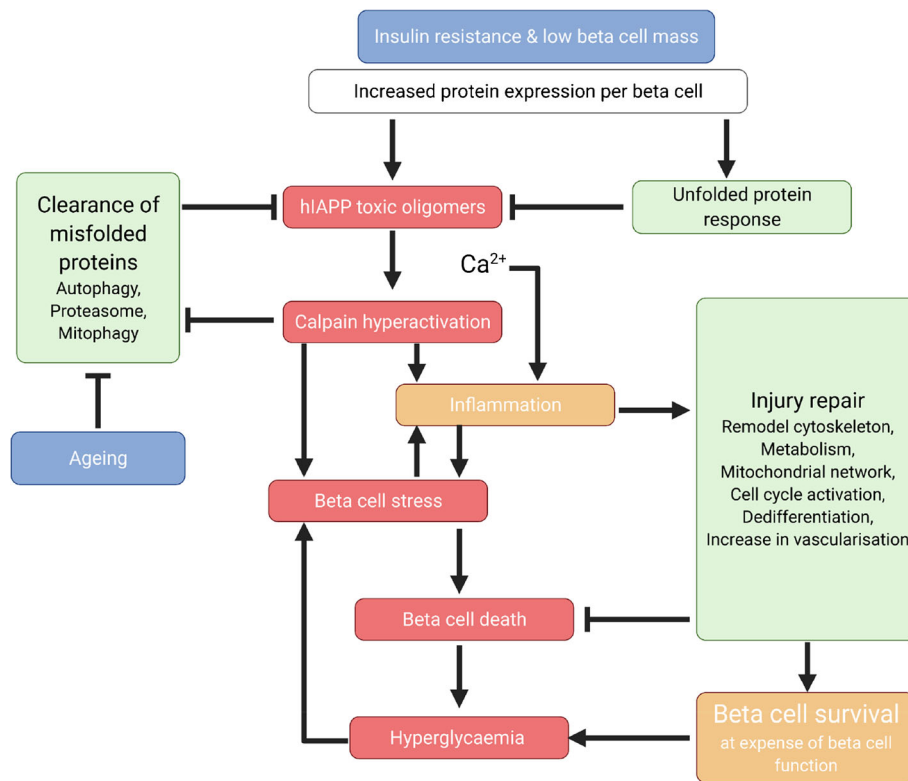 Insulin resistance & low beta cell mass
Increased protein expression per beta cell
Clearance of
misfolded
proteins
Autophagy,
Proteasome,
Mitophagy
hIAPP toxic oligomers
Unfolded protein
response
Ca²⁺
Calpain hyperactivation
Inflammation
Injury repair
Remodel cytoskeleton,
Metabolism,
Mitochondrial network,
Cell cycle activation,
Dedifferentiation,
Increase in vascularisation
Ageing
Beta cell stress
Beta cell death
Hyperglycaemia
Beta cell survival
at expense of beta cell
function